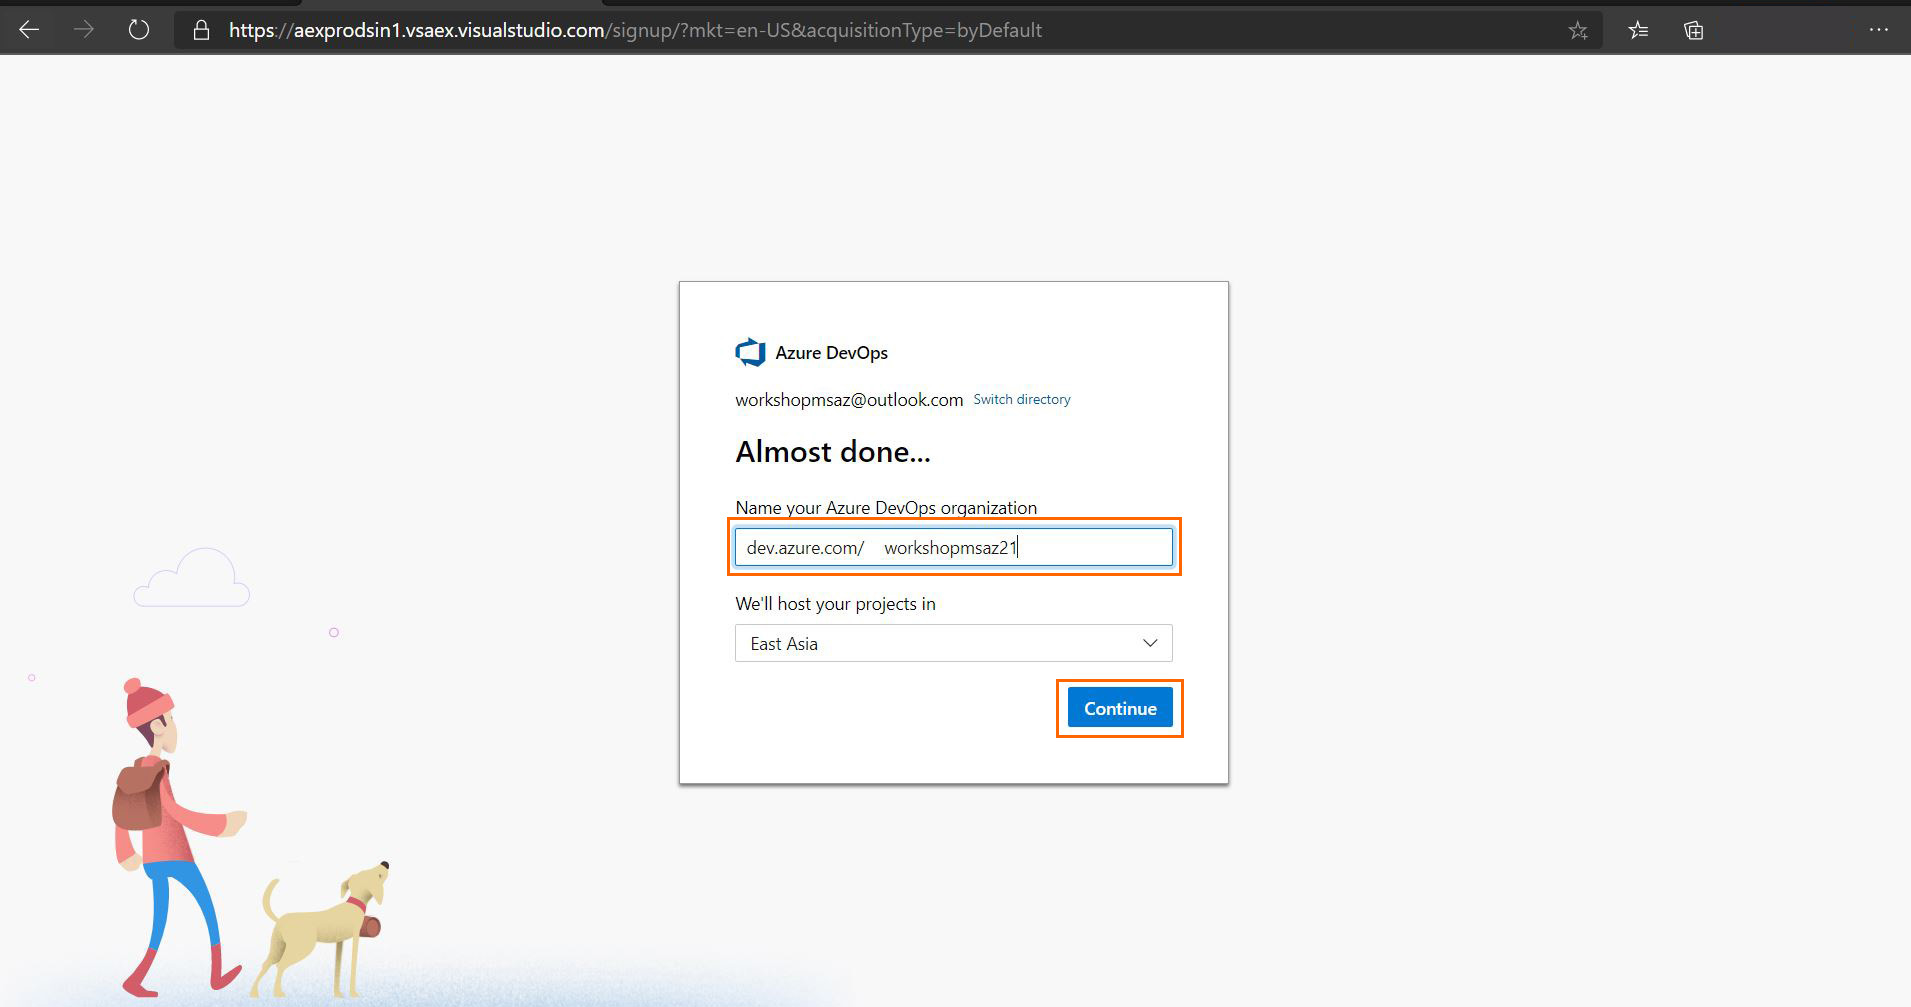 https://aexprodsin1.vsaex.visualstudio.com/signup/?mkt=en-US&acquisitionType=byDefault
Azure DevOps
workshopmsaz@outlook.com Switch directory
Almost done...
Name your Azure DevOps organization
dev.azure.com/ workshopmsaz21
We'll host your projects in
East Asia
Continue